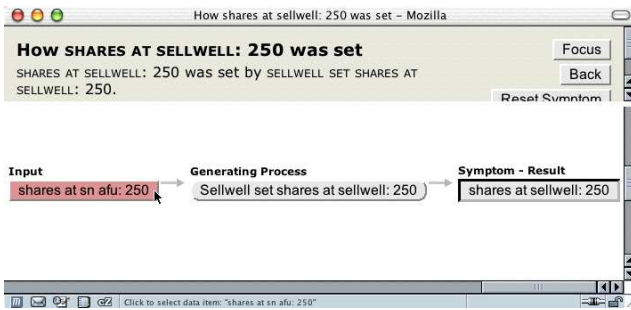 How shares at sellwell: 250 was set – Mozilla
How SHARES AT SELLWELL: 250 was set
Focus
SHARES AT SELLWELL: 250 was set by SELLWELL SET SHARES AT
Back
SELLWELL: 250.
Reset Symptom
Input
Generating Process
Symptom - Result
shares at sn afu: 250
Sellwell set shares at sellwell: 250
shares at sellwell: 250
Click to select data item: "shares at sn afu: 250"